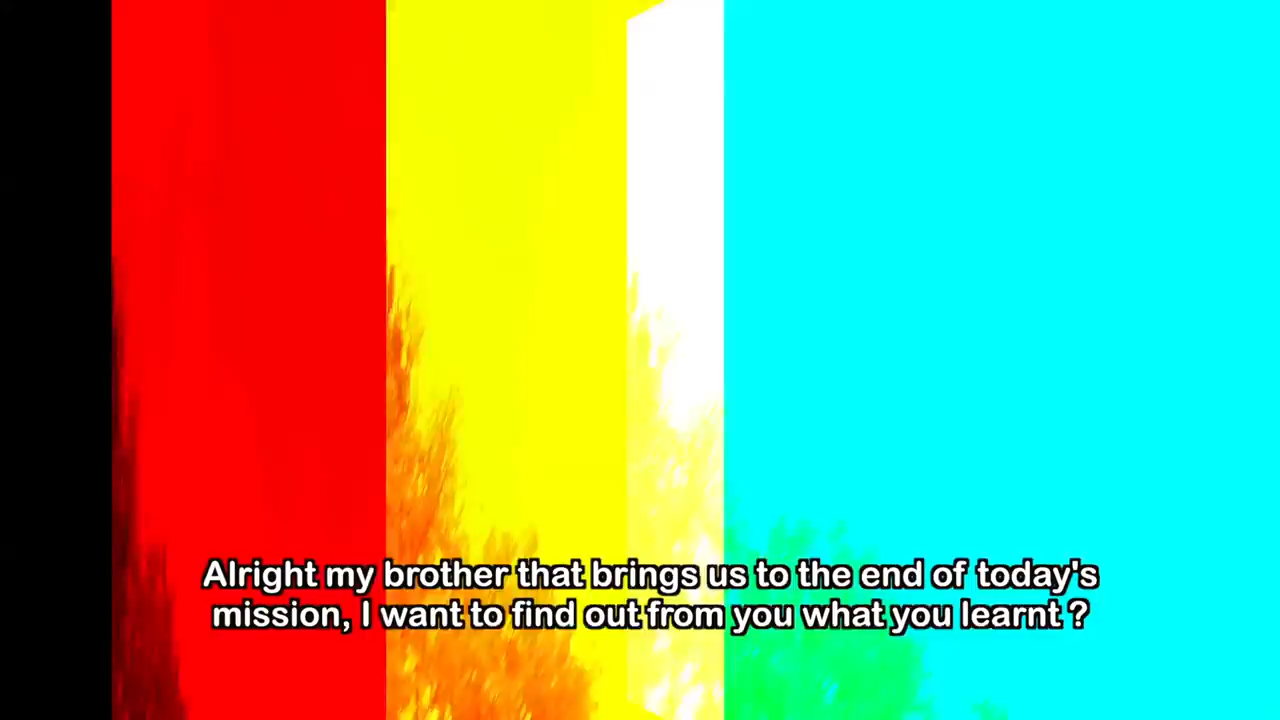 Alright my brother that brings us to the end of today's
mission, I want to find out from you what you learnt ?